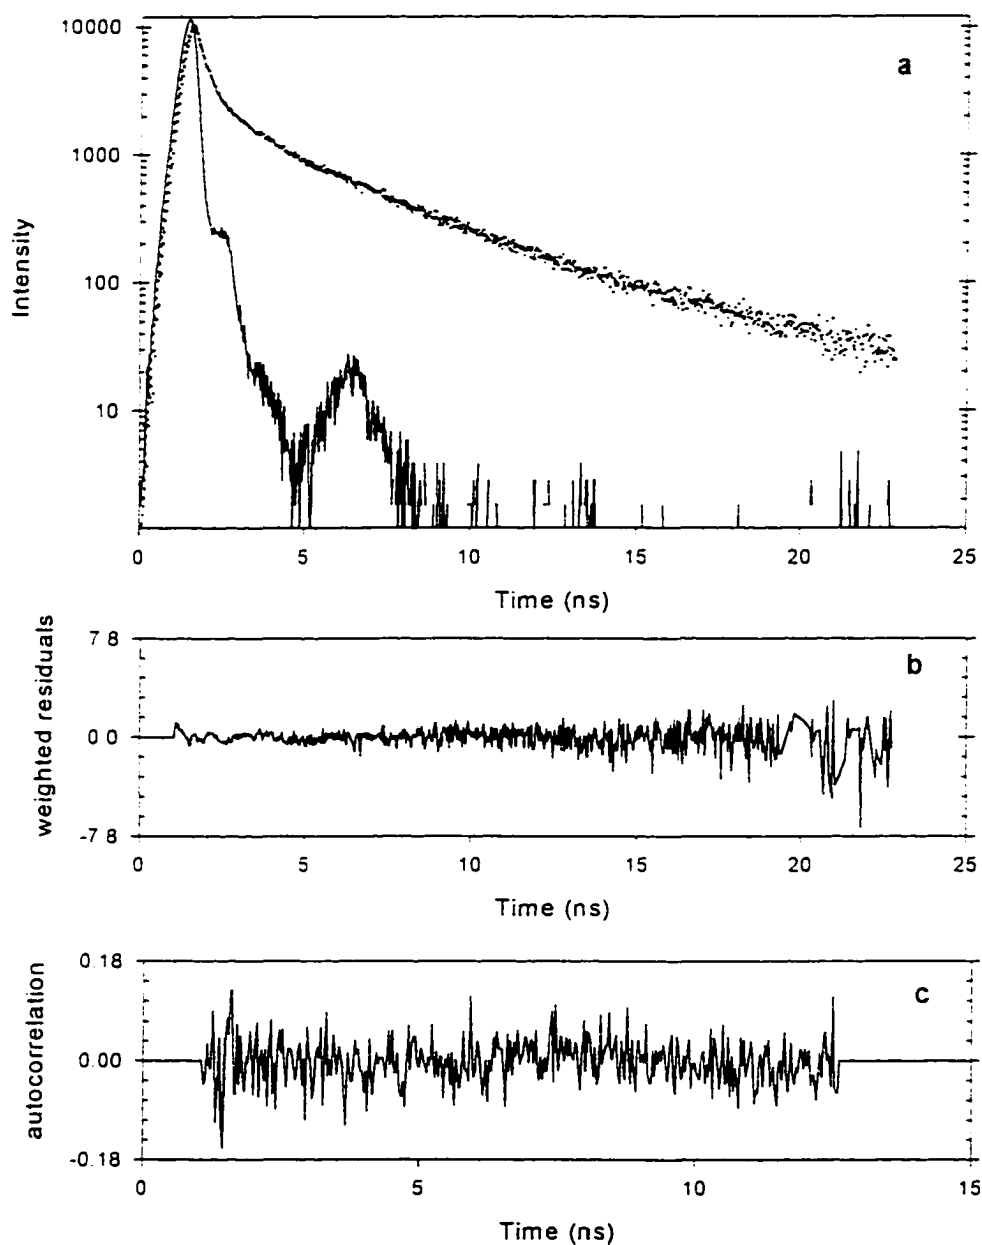 10000
1000
100
10
Intensity
a
0 5 10 15 20 25
Time (ns)
weighted residuals
7 8
0 0
-7 8
b
0 5 10 15 20 25
Time (ns)
autocorrelation
0.18
0.00
-0.18
c
0 5 10 15
Time (ns)